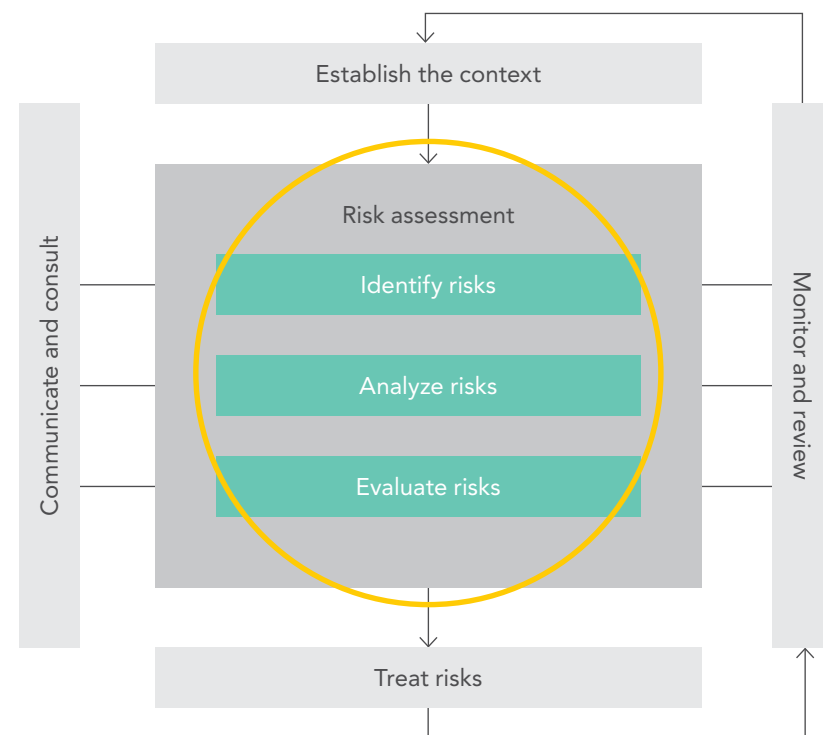 Establish the context
Communicate and consult
Risk assessment
Identify risks
Analyze risks
Evaluate risks
Monitor and review
Treat risks